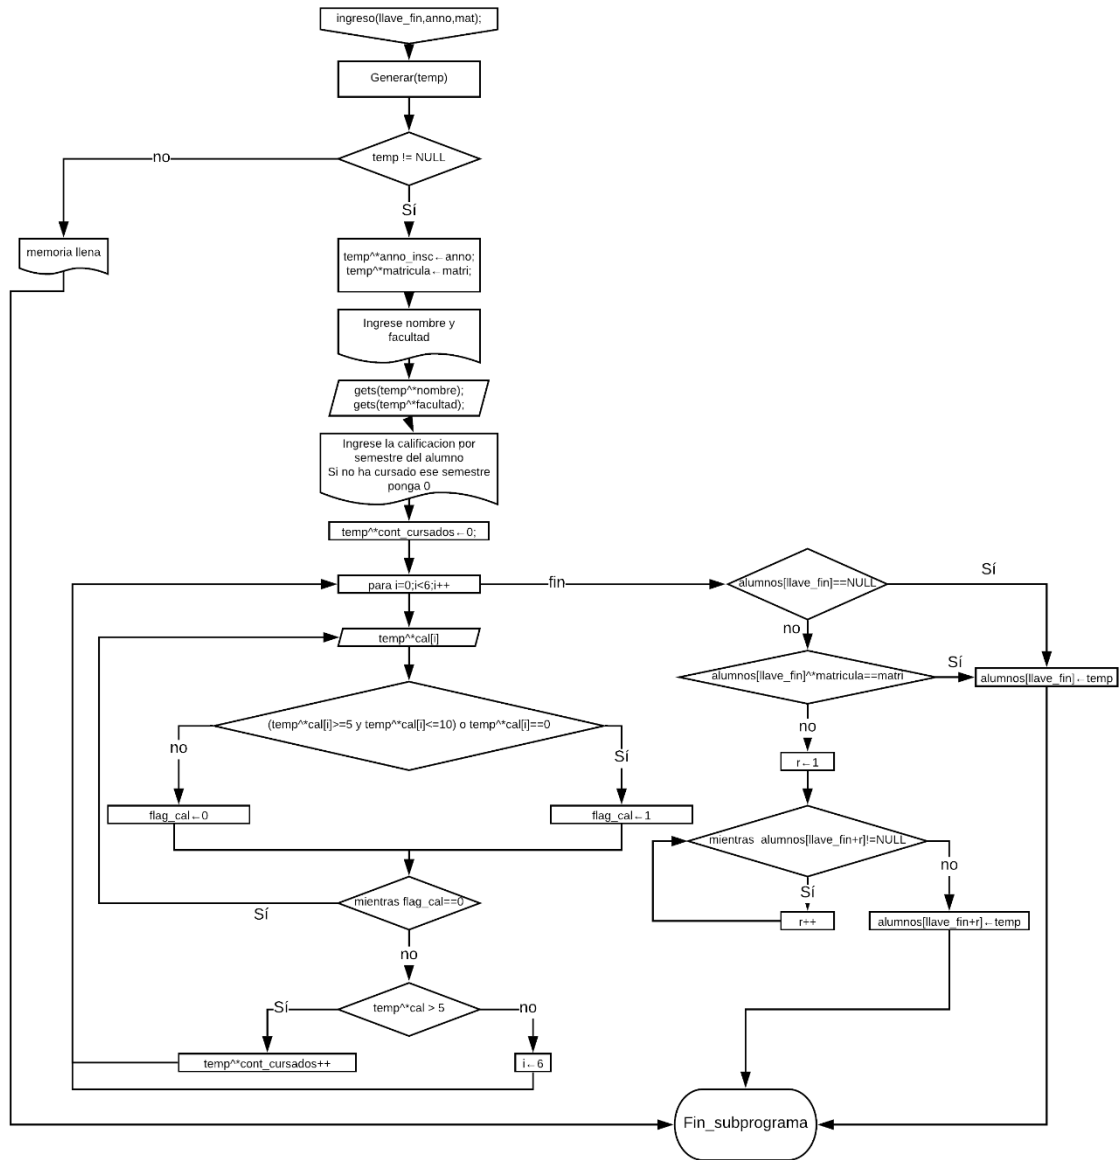 ingreso(llave_fin,anno,mat);
Generar(temp)
temp != NULL
no
Sí
memoria llena
temp^*anno_insc←anno;
temp^*matricula←matri;
Ingrese nombre y
facultad
gets(temp^*nombre);
gets(temp^*facultad);
Ingrese la calificacion por
semestre del alumno
Si no ha cursado ese semestre
ponga 0
temp^*cont_cursados←0;
para i=0;i<6;i++
fin
alumnos[llave_fin]==NULL
Sí
no
temp^*cal[i]
alumnos[llave_fin]^*matricula==matri
Sí
alumnos[llave_fin]←temp
(temp^*cal[i]>=5 y temp^*cal[i]<=10) o temp^*cal[i]==0
no
no
Sí
r←1
flag_cal←0
flag_cal←1
mientras  alumnos[llave_fin+r]!=NULL
no
Sí
mientras flag_cal==0
Sí
r++
alumnos[llave_fin+r]←temp
no
temp^*cal > 5
Sí
no
temp^*cont_cursados++
i←6
Fin_subprograma